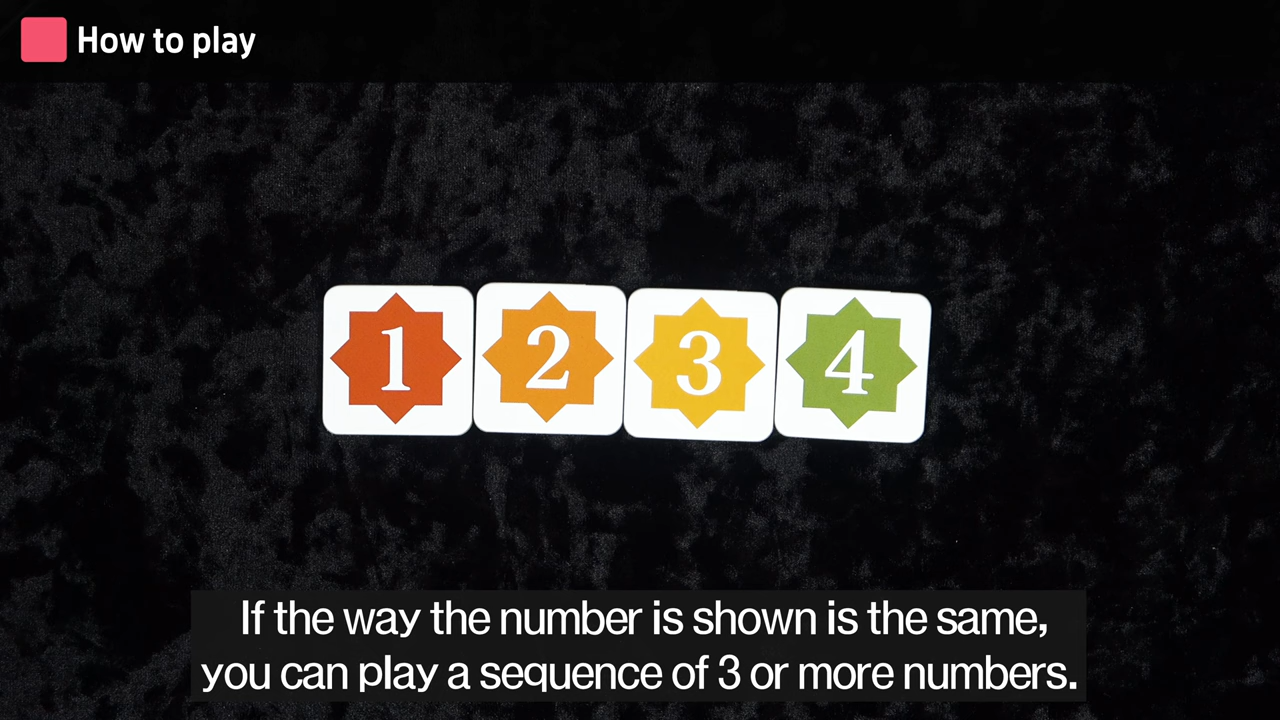 How to play
1 2 3 4
If the way the number is shown is the same,
you can play a sequence of 3 or more numbers.